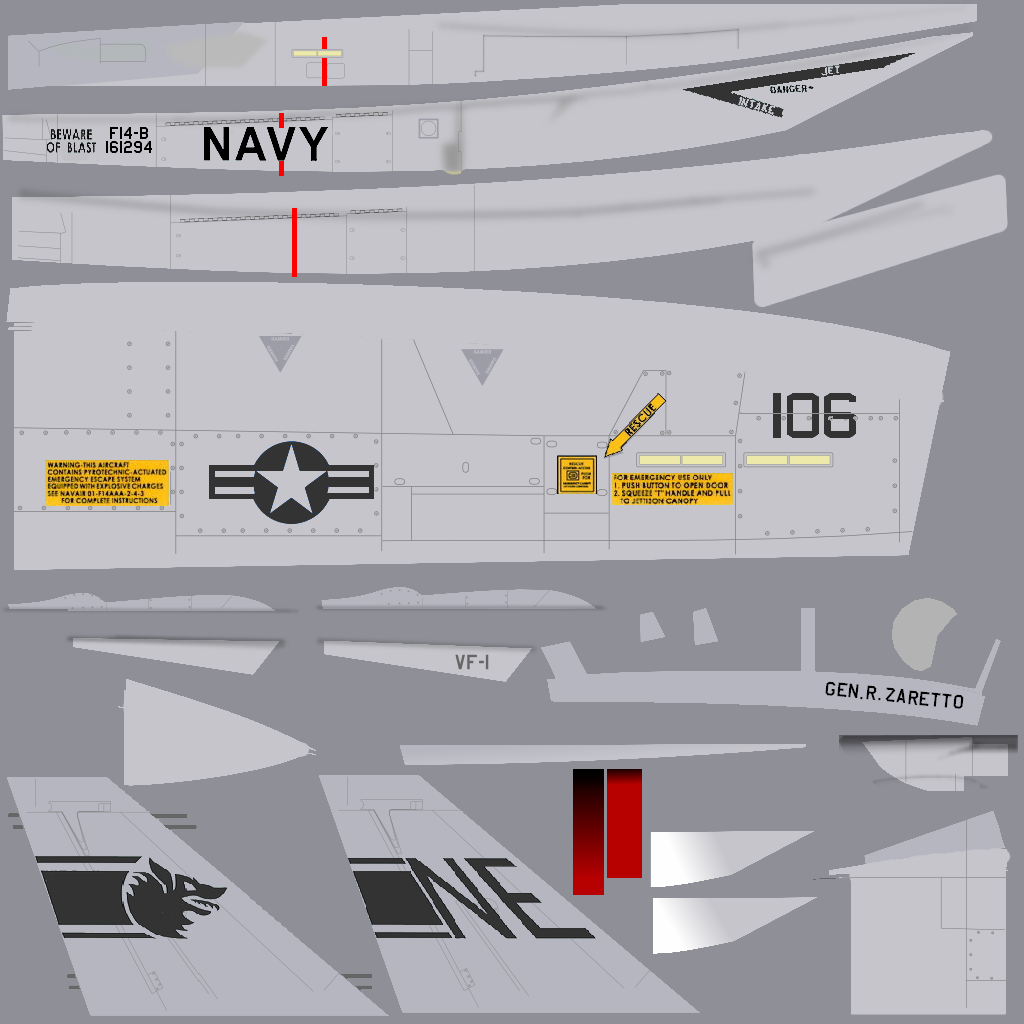 JET
DANGER
INTAKE
BEWARE F14-B
OF BLAST 161294
NAVY
106
RESCUE
WARNING-THIS AIRCRAFT
CONTAINS PYROTECHNIC-ACTUATED
EMERGENCY ESCAPE SYSTEM
EQUIPPED WITH EXPLOSIVE CHARGES
SEE NAVAIR 01-F14AAA-2-4-3
FOR COMPLETE INSTRUCTIONS
RESCUE
FOR EMERGENCY USE ONLY
1. PUSH BUTTON TO OPEN DOOR
2. SQUEEZE "T" HANDLE AND PULL
TO JETTISON CANOPY
VF-1
GEN.R. ZARETTO
NE